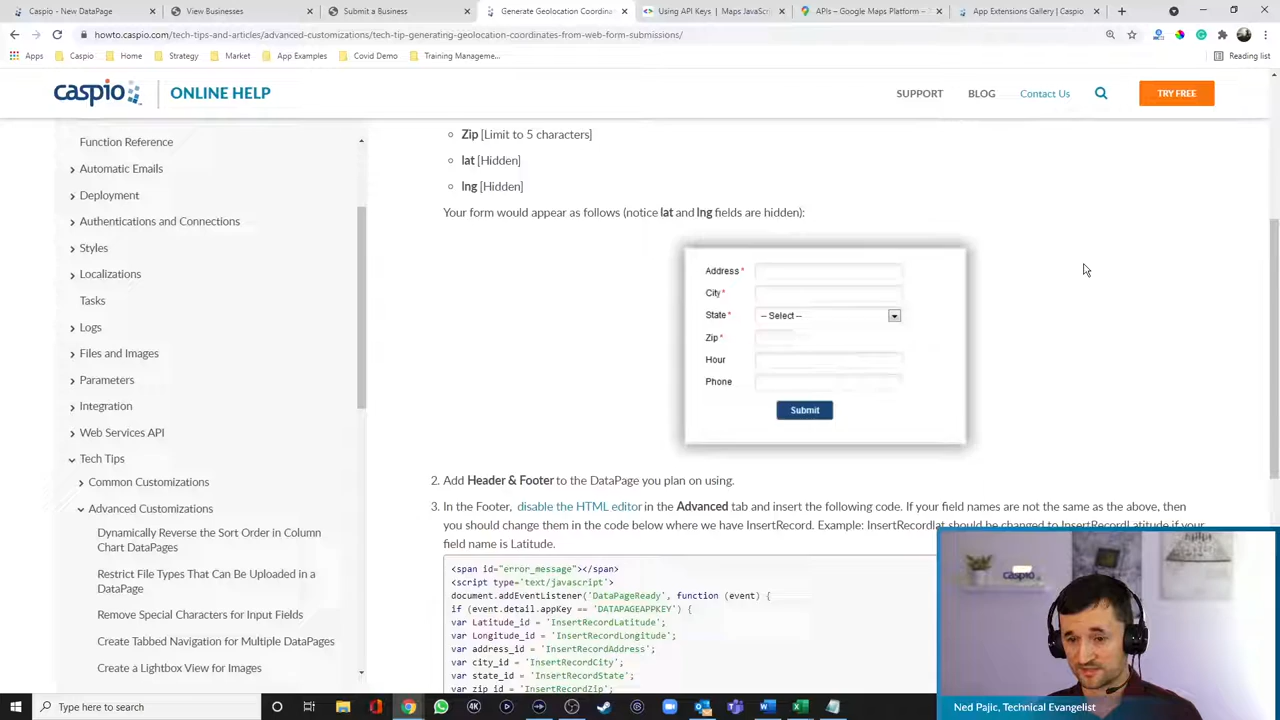 Caspio - New Tech Tips
View Businesses
Submit a Business
Generate Geolocation Coordina
Using API Keys | Maps JavaScri
APIs – Google Maps Platform -
App Extensions Gallery | Caspio
howto.caspio.com/tech-tips-and-articles/advanced-customizations/tech-tip-generating-geolocation-coordinates-from-web-form-submissions/
Apps
Caspio
Home
Strategy
Market
App Examples
Covid Demo
Training Manageme...
Reading list
caspio
ONLINE HELP
SUPPORT
BLOG
Contact Us
TRY FREE
Function Reference
Automatic Emails
Deployment
Authentications and Connections
Styles
Localizations
Tasks
Logs
Files and Images
Parameters
Integration
Web Services API
Tech Tips
Common Customizations
Advanced Customizations
Dynamically Reverse the Sort Order in Column
Chart DataPages
Restrict File Types That Can Be Uploaded in a
DataPage
Remove Special Characters for Input Fields
Create Tabbed Navigation for Multiple DataPages
Create a Lightbox View for Images
Zip [Limit to 5 characters]
lat [Hidden]
lng [Hidden]
Your form would appear as follows (notice lat and lng fields are hidden):
Address *
City *
State * -- Select --
Zip *
Hour
Phone
Submit
2. Add Header & Footer to the DataPage you plan on using.
3. In the Footer, disable the HTML editor in the Advanced tab and insert the following code. If your field names are not the same as the above, then
you should change them in the code below where we have InsertRecord. Example: InsertRecordlat should be changed to InsertRecordLatitude if your
field name is Latitude.
<span id="error_message"></span>
<script type='text/javascript'>
document.addEventListener('DataPageReady', function (event) {
if (event.detail.appKey == 'DATAPAGEAPPKEY') {
var Latitude_id = 'InsertRecordLatitude';
var Longitude_id = 'InsertRecordLongitude';
var address_id = 'InsertRecordAddress';
var city_id = 'InsertRecordCity';
var state_id = 'InsertRecordState';
var zip_id = 'InsertRecordZip';
caspio
Ned Pajic, Technical Evangelist
Type here to search